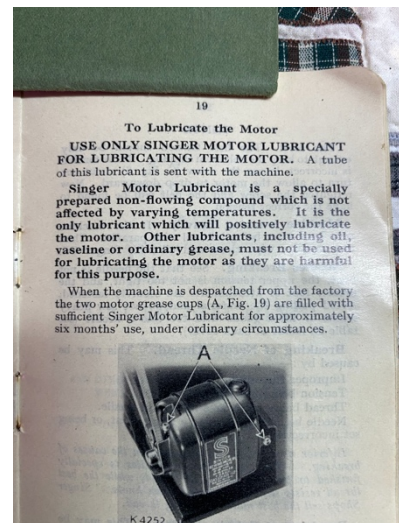 19
To Lubricate the Motor
USE ONLY SINGER MOTOR LUBRICANT
FOR LUBRICATING THE MOTOR. A tube
of this lubricant is sent with the machine.
Singer Motor Lubricant is a specially
prepared non-flowing compound which is not
affected by varying temperatures. It is the
only lubricant which will positively lubricate
the motor. Other lubricants, including oil,
vaseline or ordinary grease, must not be used
for lubricating the motor as they are harmful
for this purpose.
When the machine is despatched from the factory
the two motor grease cups (A, Fig. 19) are filled with
sufficient Singer Motor Lubricant for approximately
six months' use, under ordinary circumstances.
A
S
K4252